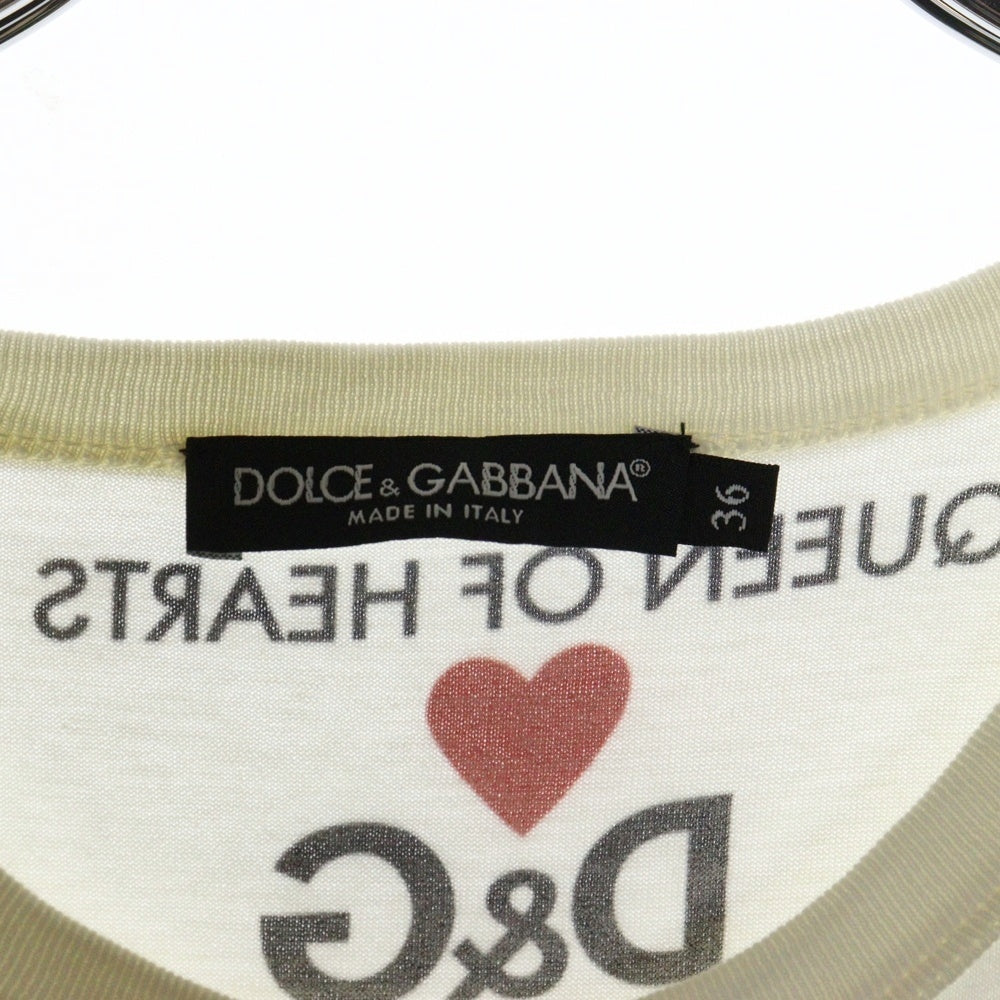 DOLCE & GABBANA®
MADE IN ITALY
36
QUEEN OF HEARTS
D&G